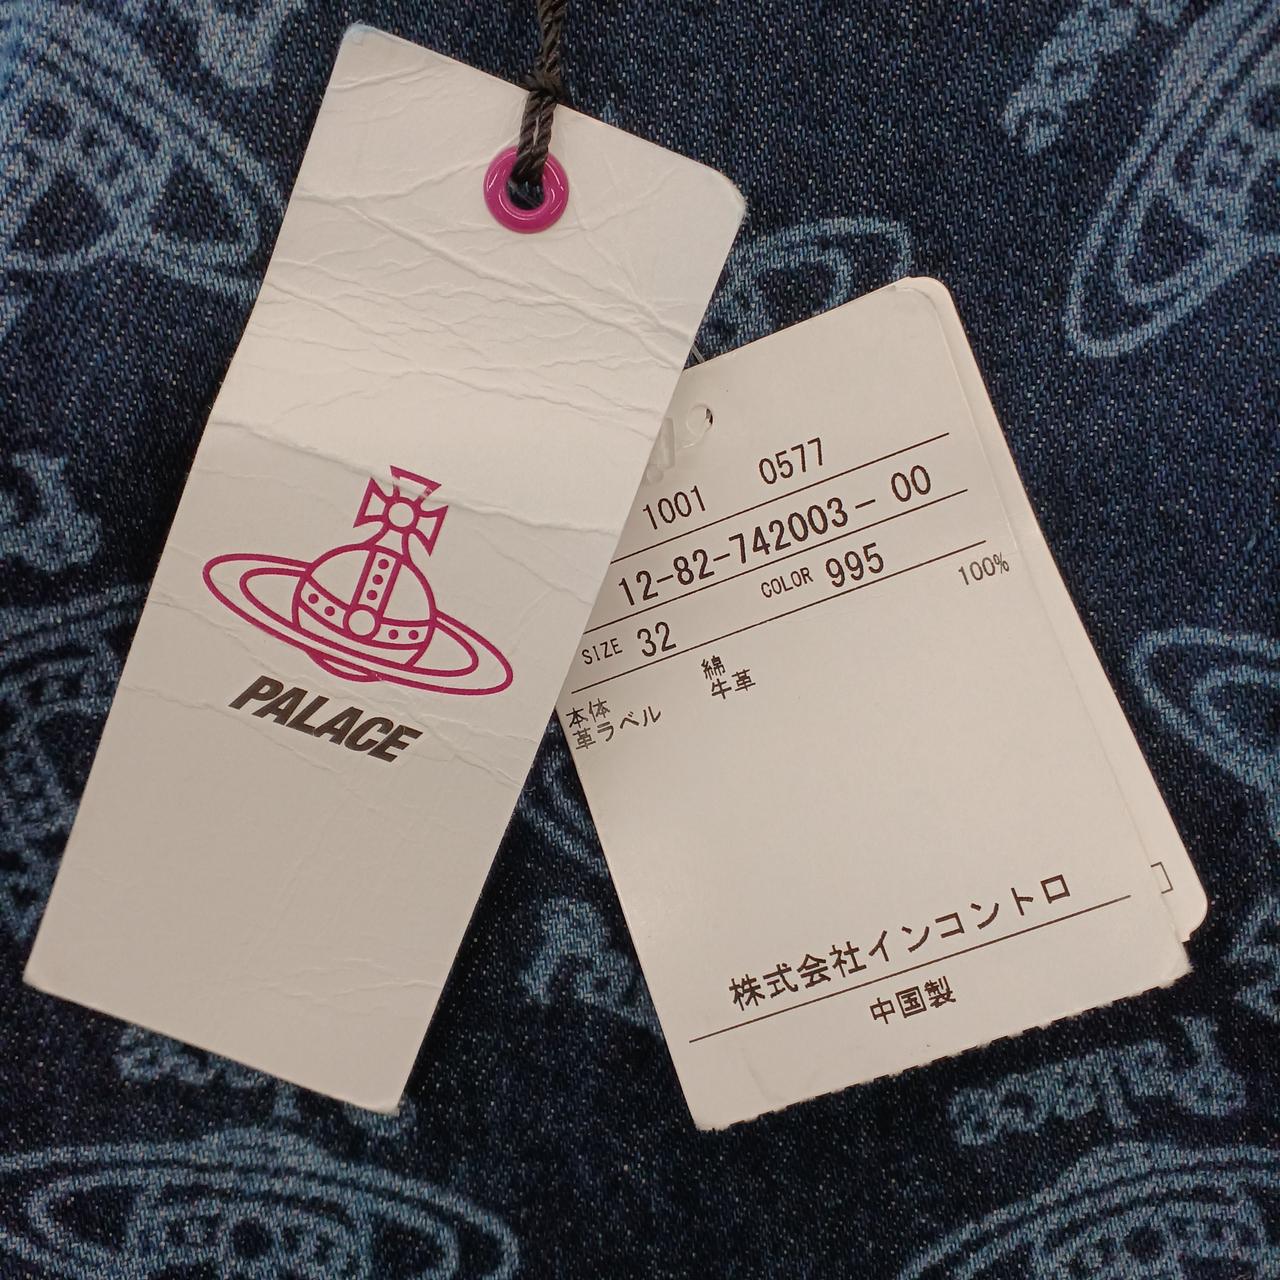 PALACE
1001 0577
12-82-742003-00
SIZE 32 COLOR 995
本体 綿 100%
革ラベル 牛革
株式会社インコントロ
中国製
Palace